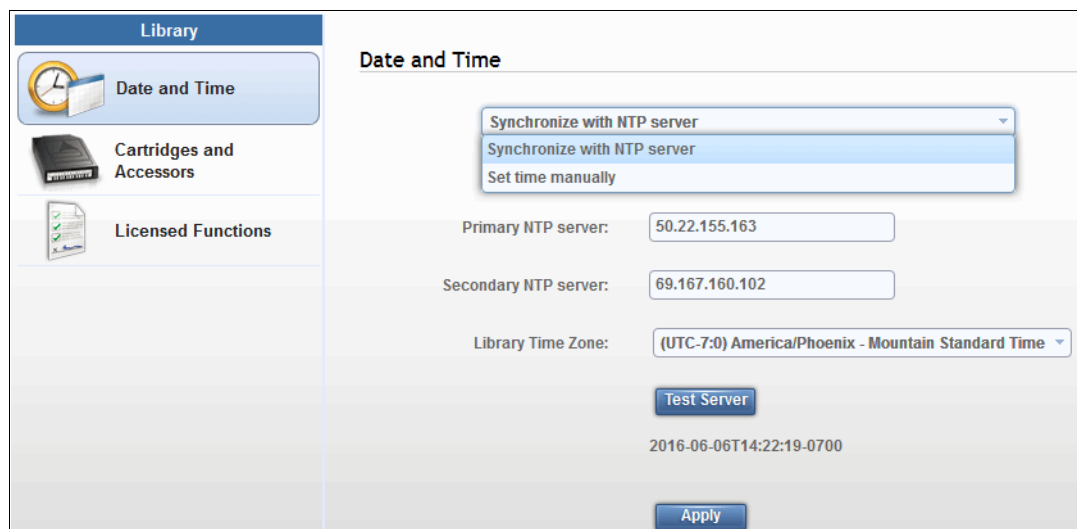 Library
Date and Time
Cartridges and
Accessors
Licensed Functions
Date and Time
Synchronize with NTP server
Synchronize with NTP server
Set time manually
Primary NTP server: 50.22.155.163
Secondary NTP server: 69.167.160.102
Library Time Zone: (UTC-7:0) America/Phoenix - Mountain Standard Time
Test Server
2016-06-06T14:22:19-0700
Apply